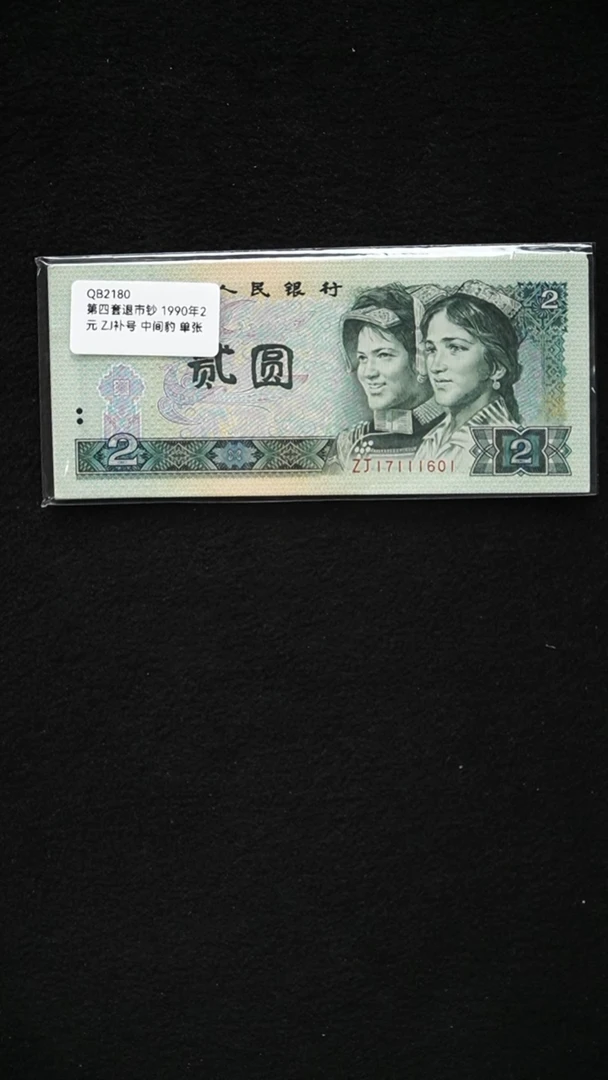 QB2180
第四套退市钞 1990年2
元 ZJ补号 中间豹 单张
人民银行
2
贰圆
2
2
ZJ17111601